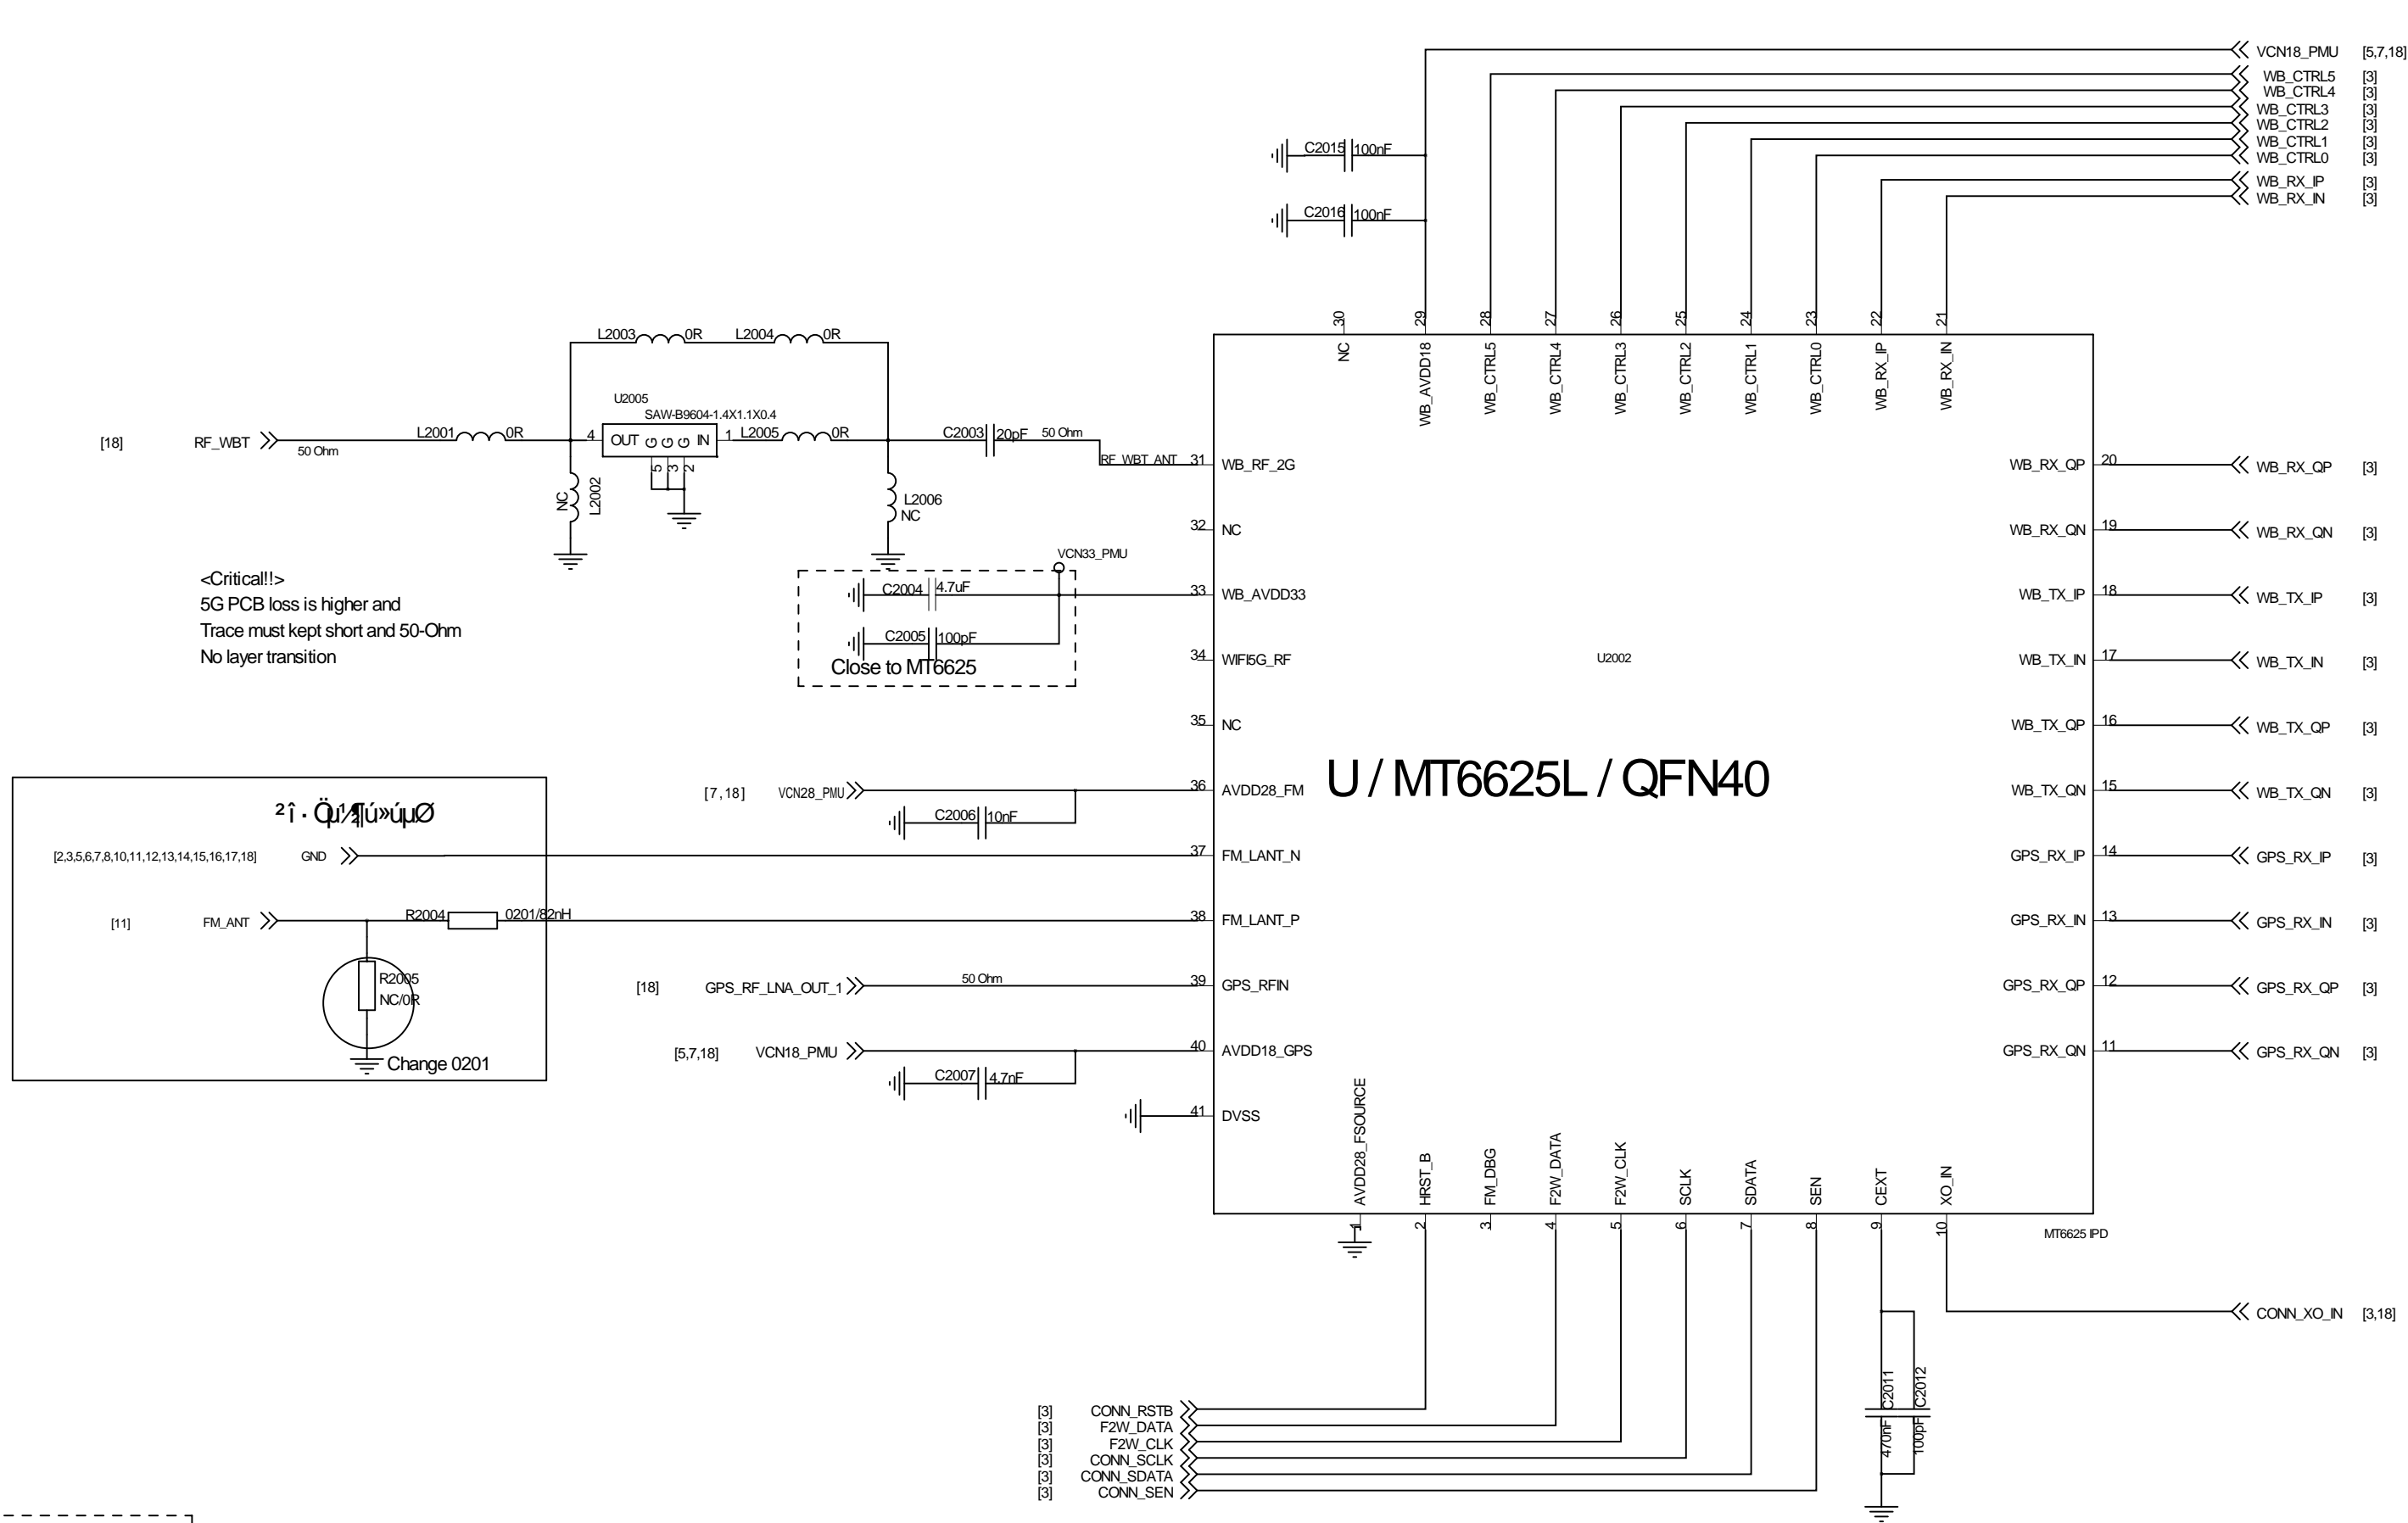 VCN18_PMU [5,7,18]
WB_CTRL5 [3]
WB_CTRL4 [3]
WB_CTRL3 [3]
WB_CTRL2 [3]
WB_CTRL1 [3]
WB_CTRL0 [3]
WB_RX_IP [3]
WB_RX_IN [3]
C2015 100nF
C2016 100nF
30 29 28 27 26 25 24 23 22 21
NC WB_AVDD18 WB_CTRL5 WB_CTRL4 WB_CTRL3 WB_CTRL2 WB_CTRL1 WB_CTRL0 WB_RX_IP WB_RX_IN
L2003 0R L2004 0R
U2005
SAW-B9604-1.4X1.1X0.4
[18] RF_WBT 50 Ohm L2001 0R 4 OUT G G G IN 1 L2005 0R C2003 20pF 50 Ohm
5 3 2
RF_WBT_ANT 31 WB_RF_2G
NC L2002
L2006
NC
32 NC
VCN33_PMU
C2004 4.7uF 33 WB_AVDD33
C2005 100pF
Close to MT6625
34 WIFI5G_RF
35 NC
<Critical!!>
5G PCB loss is higher and
Trace must kept short and 50-Ohm
No layer transition
U2002
U / MT6625L / QFN40
[7,18] VCN28_PMU 36 AVDD28_FM
C2006 10nF
[2,3,5,6,7,8,10,11,12,13,14,15,16,17,18] GND 37 FM_LANT_N
[11] FM_ANT R2004 0201/82nH 38 FM_LANT_P
R2005
NC/0R
Change 0201
[18] GPS_RF_LNA_OUT_1 50 Ohm 39 GPS_RFIN
[5,7,18] VCN18_PMU 40 AVDD18_GPS
C2007 4.7nF
41 DVSS
WB_RX_QP 20 WB_RX_QP [3]
WB_RX_QN 19 WB_RX_QN [3]
WB_TX_IP 18 WB_TX_IP [3]
WB_TX_IN 17 WB_TX_IN [3]
WB_TX_QP 16 WB_TX_QP [3]
WB_TX_QN 15 WB_TX_QN [3]
GPS_RX_IP 14 GPS_RX_IP [3]
GPS_RX_IN 13 GPS_RX_IN [3]
GPS_RX_QP 12 GPS_RX_QP [3]
GPS_RX_QN 11 GPS_RX_QN [3]
AVDD28_FSOURCE HRST_B FM_DBG F2W_DATA F2W_CLK SCLK SDATA SEN CEXT XO_IN
1 2 3 4 5 6 7 8 9 10
MT6625 IPD
CONN_XO_IN [3,18]
C2011 C2012
470nF 100pF
[3] CONN_RSTB
[3] F2W_DATA
[3] F2W_CLK
[3] CONN_SCLK
[3] CONN_SDATA
[3] CONN_SEN